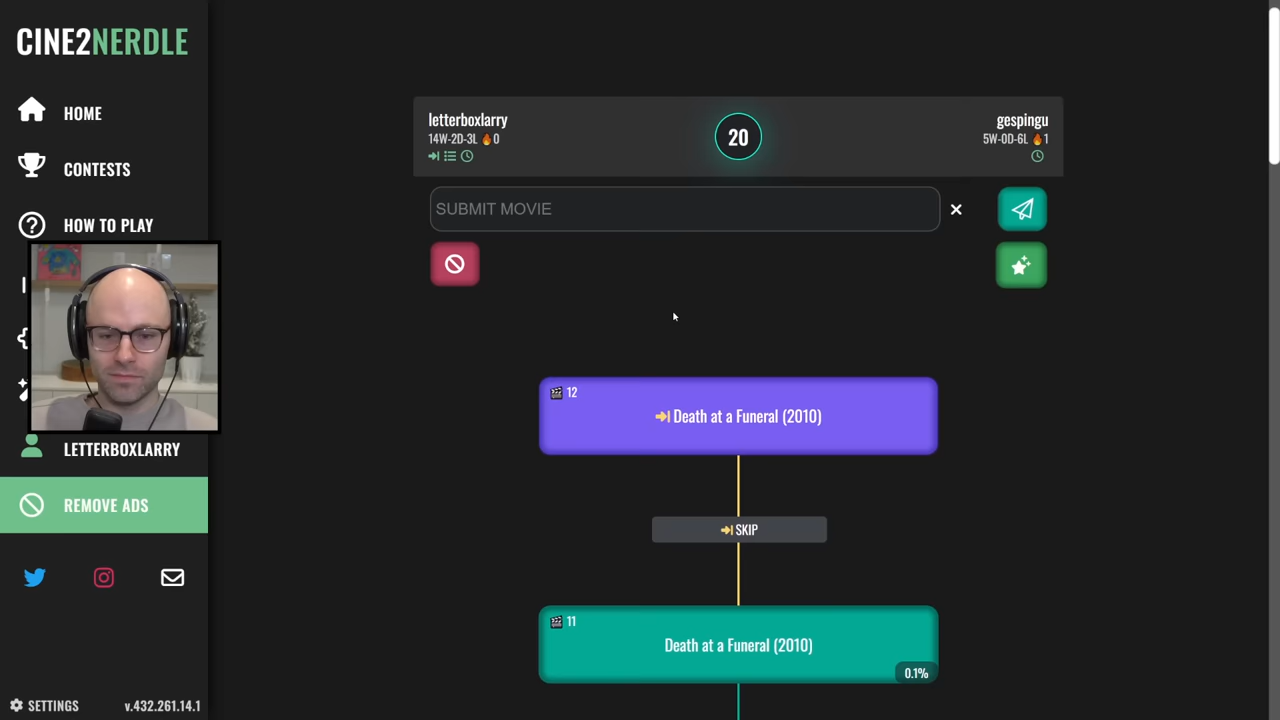 CINE2NERDLE
HOME
CONTESTS
HOW TO PLAY
LETTERBOXLARRY
REMOVE ADS
SETTINGS
v.432.261.14.1
letterboxlarry
14W-2D-3L 🔥0
20
gespingu
5W-0D-6L 🔥1
SUBMIT MOVIE
12
Death at a Funeral (2010)
SKIP
11
Death at a Funeral (2010)
0.1%